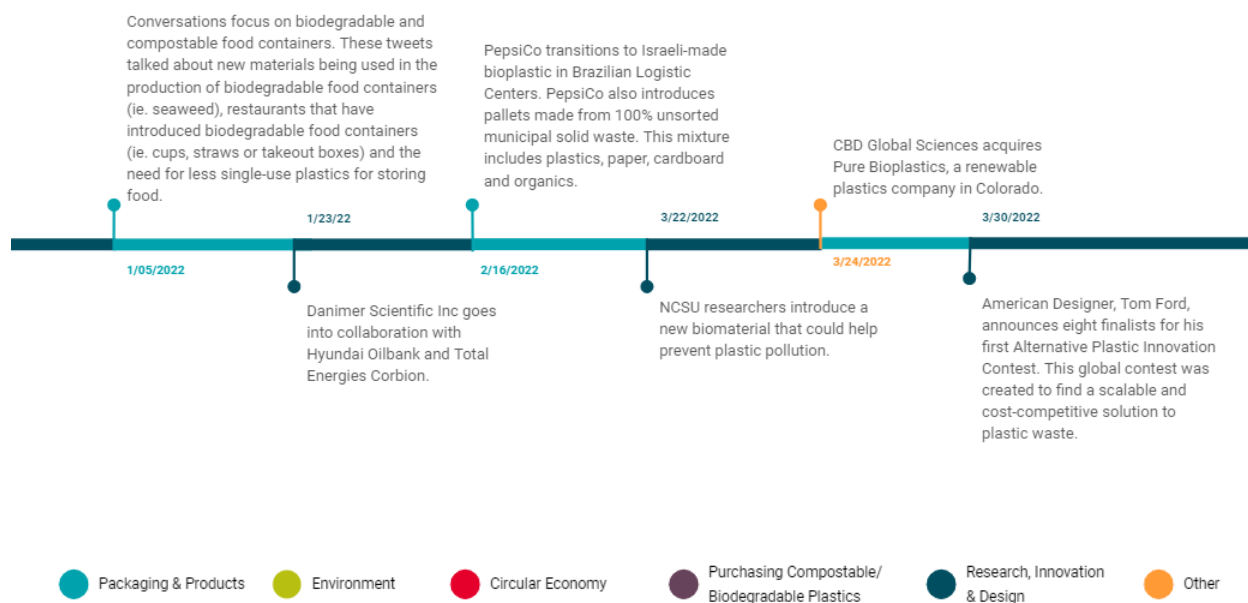 Conversations focus on biodegradable and
compostable food containers. These tweets
talked about new materials being used in the
production of biodegradable food containers
(ie. seaweed), restaurants that have
introduced biodegradable food containers
(ie. cups, straws or takeout boxes) and the
need for less single-use plastics for storing
food.
1/05/2022
1/23/22
Danimer Scientific Inc goes
into collaboration with
Hyundai Oilbank and Total
Energies Corbion.
PepsiCo transitions to Israeli-made
bioplastic in Brazilian Logistic
Centers. PepsiCo also introduces
pallets made from 100% unsorted
municipal solid waste. This mixture
includes plastics, paper, cardboard
and organics.
2/16/2022
3/22/2022
NCSU researchers introduce a
new biomaterial that could help
prevent plastic pollution.
CBD Global Sciences acquires
Pure Bioplastics, a renewable
plastics company in Colorado.
3/24/2022
3/30/2022
American Designer, Tom Ford,
announces eight finalists for his
first Alternative Plastic Innovation
Contest. This global contest was
created to find a scalable and
cost-competitive solution to
plastic waste.
Packaging & Products
Environment
Circular Economy
Purchasing Compostable/
Biodegradable Plastics
Research, Innovation
& Design
Other